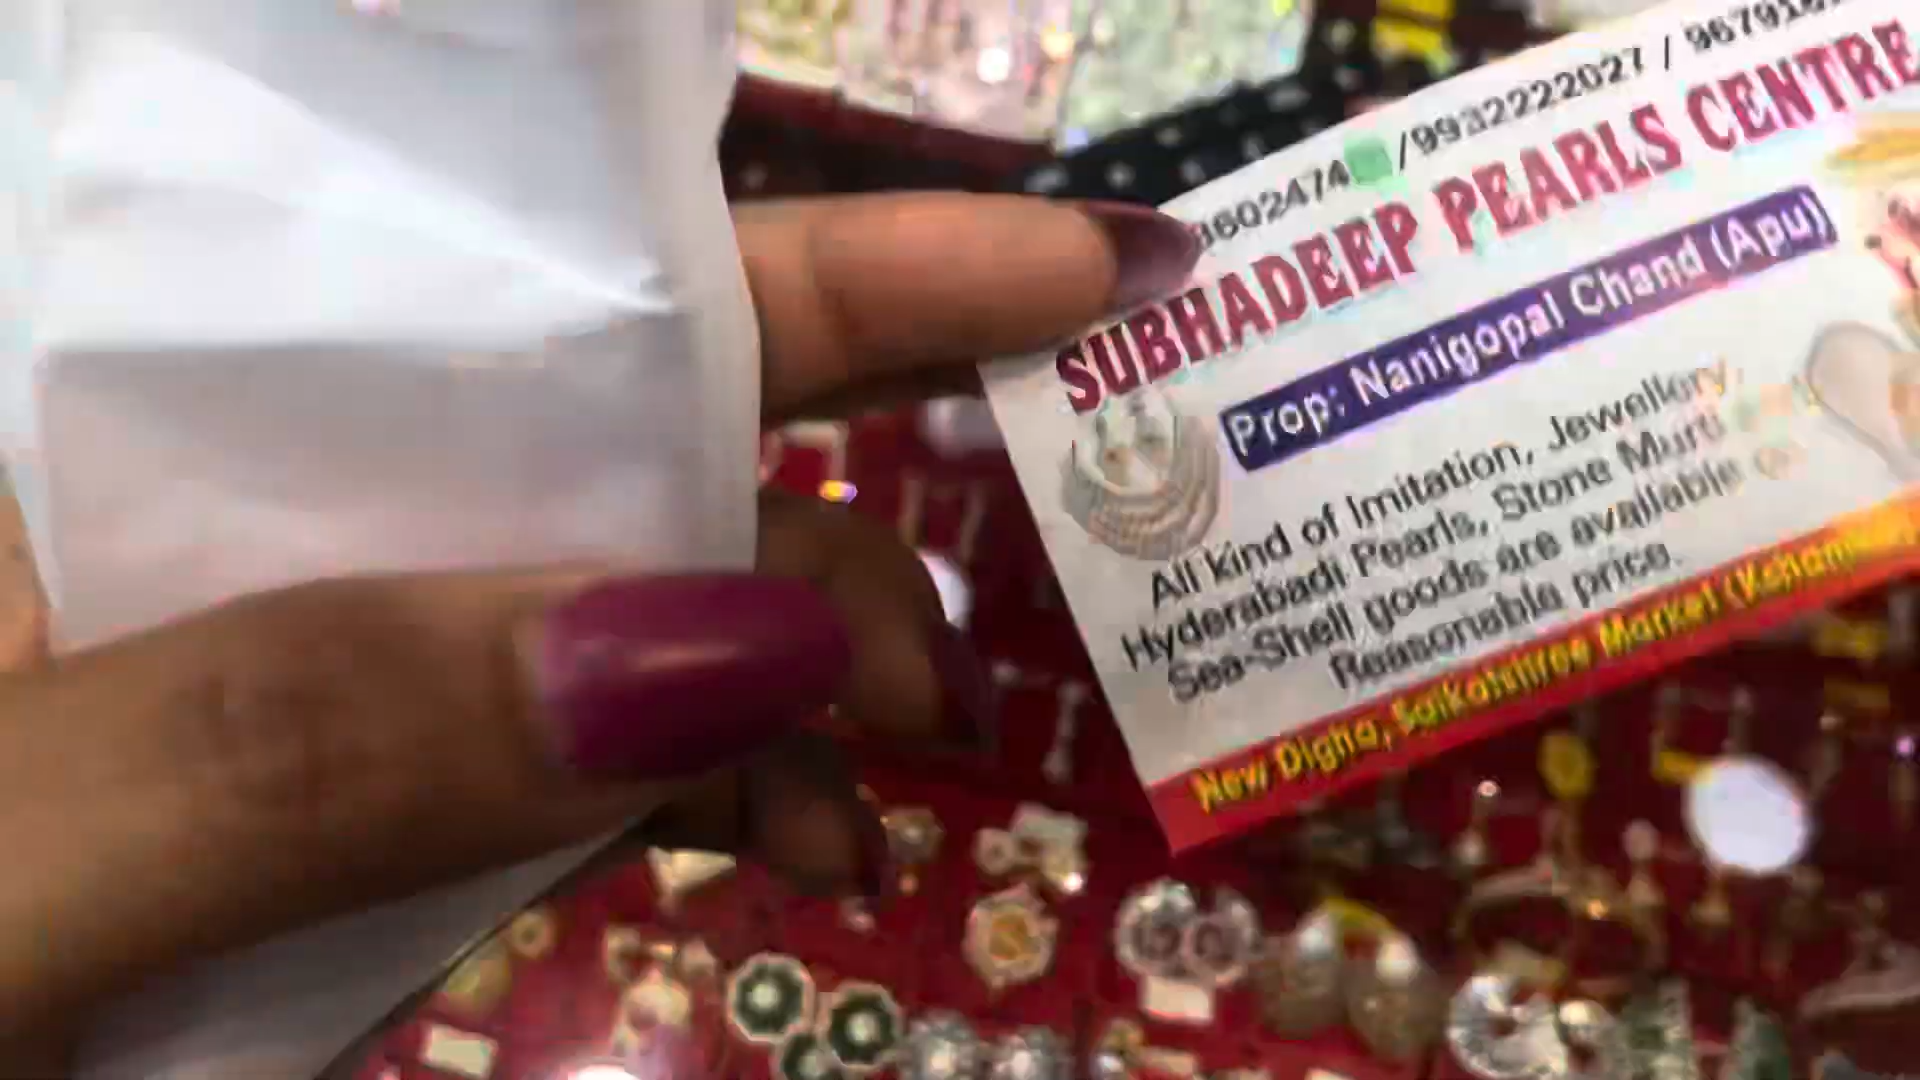 /9932222027 /
SUBHADEEP PEARLS CENTRE
Prop: Nanigopal Chand (Apu)
All kind of Imitation, Jewellery,
Hyderabadi Pearls, Stone Murti
Sea-Shell goods are available
Reasonable price.
New Digha, Saikatshree Market